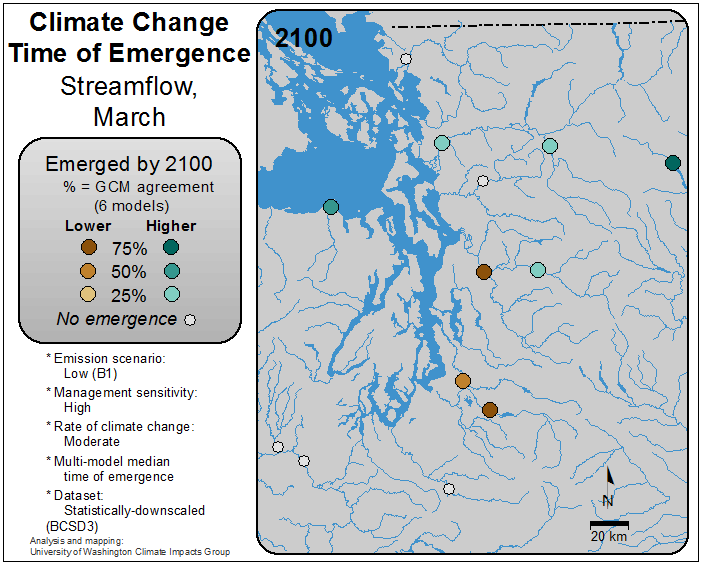 Climate Change
Time of Emergence
Streamflow,
March
Emerged by 2100
% = GCM agreement
(6 models)
Lower Higher
75%
50%
25%
No emergence
* Emission scenario:
Low (B1)
* Management sensitivity:
High
* Rate of climate change:
Moderate
* Multi-model median
time of emergence
* Dataset:
Statistically-downscaled
(BCSD3)
Analysis and mapping:
University of Washington Climate Impacts Group
2100
N
20 km